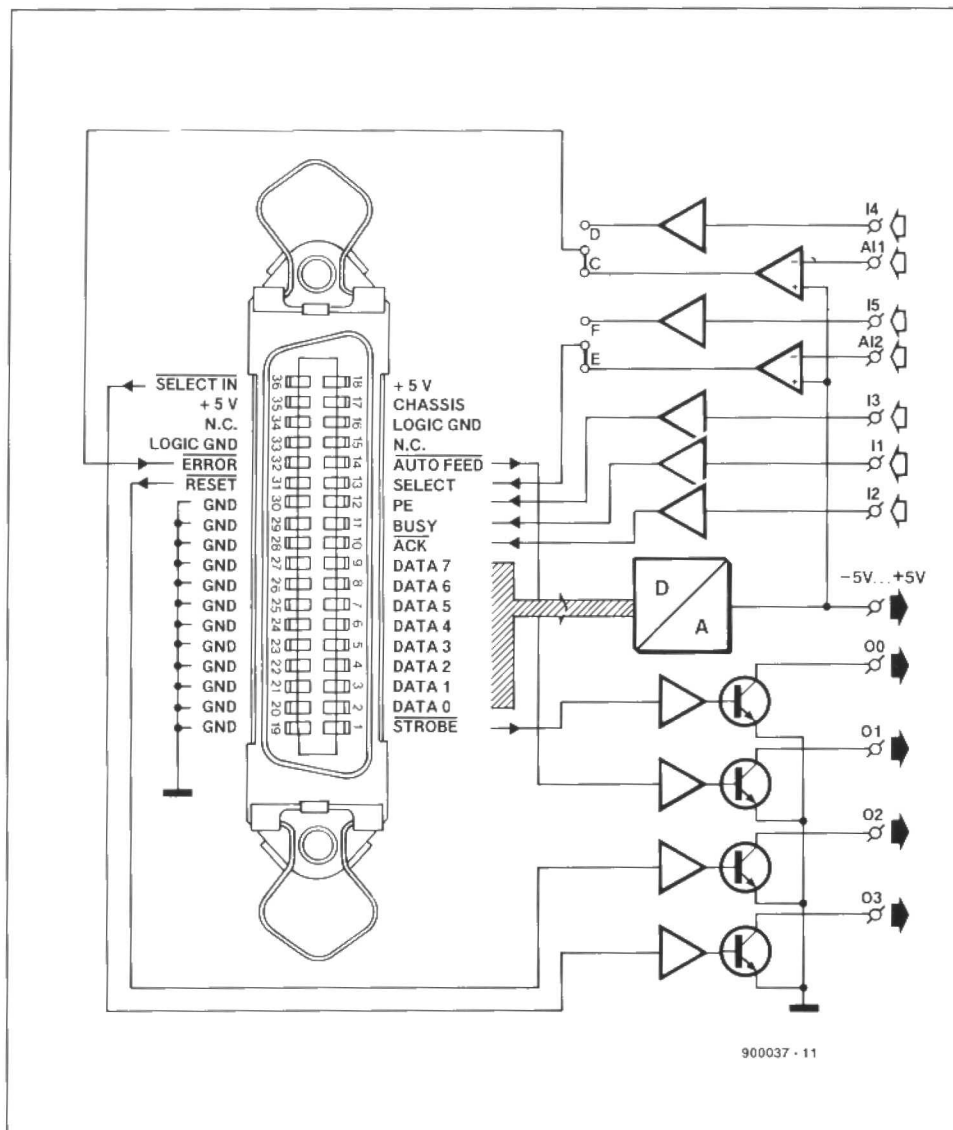 I4
D
AI1
C
−
+
I5
F
AI2
E
−
+
I3
I1
I2
SELECT IN 36 18 +5 V
+5 V 35 17 CHASSIS
N.C. 34 16 LOGIC GND
LOGIC GND 33 15 N.C.
ERROR 32 14 AUTO FEED
RESET 31 13 SELECT
GND 30 12 PE
GND 29 11 BUSY
GND 28 10 ACK
GND 27 9 DATA 7
GND 26 8 DATA 6
GND 25 7 DATA 5
GND 24 6 DATA 4
GND 23 5 DATA 3
GND 22 4 DATA 2
GND 21 3 DATA 1
GND 20 2 DATA 0
GND 19 1 STROBE
D
A
−5V...+5V
O0
O1
O2
O3
900037 - 11